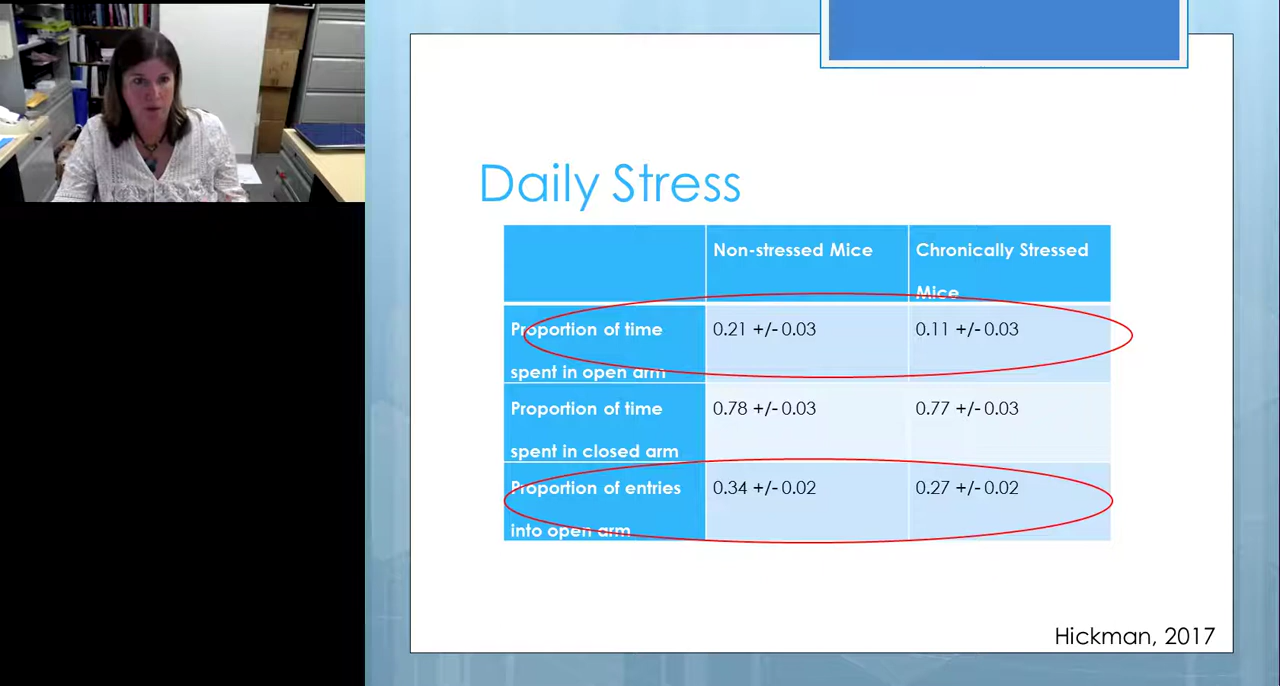 Daily Stress
Non-stressed Mice
Chronically Stressed
Mice
Proportion of time
spent in open arm
0.21 +/- 0.03
0.11 +/- 0.03
Proportion of time
spent in closed arm
0.78 +/- 0.03
0.77 +/- 0.03
Proportion of entries
into open arm
0.34 +/- 0.02
0.27 +/- 0.02
Hickman, 2017